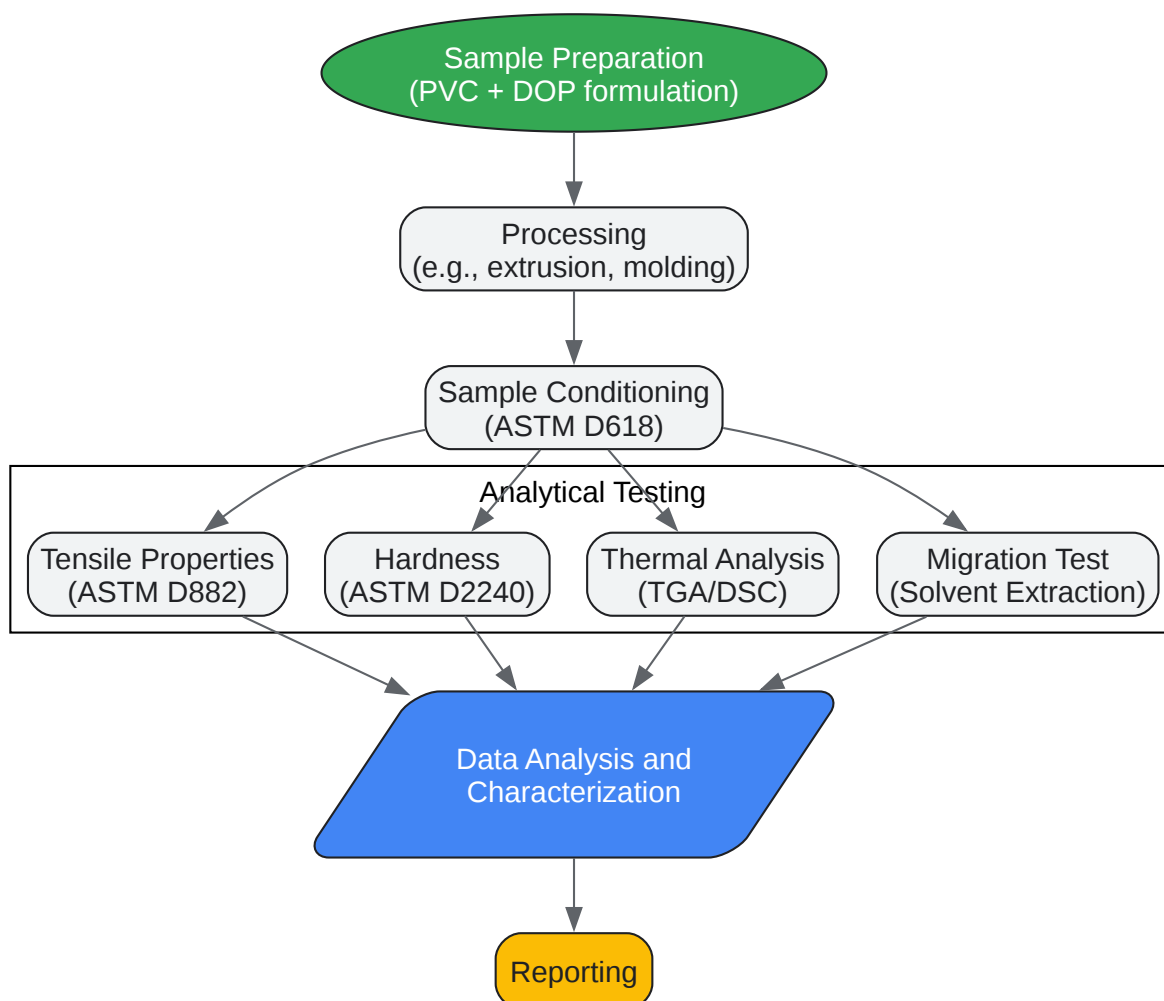 Sample Preparation
(PVC + DOP formulation)
Processing
(e.g., extrusion, molding)
Sample Conditioning
(ASTM D618)
Analytical Testing
Tensile Properties
(ASTM D882)
Hardness
(ASTM D2240)
Thermal Analysis
(TGA/DSC)
Migration Test
(Solvent Extraction)
Data Analysis and
Characterization
Reporting